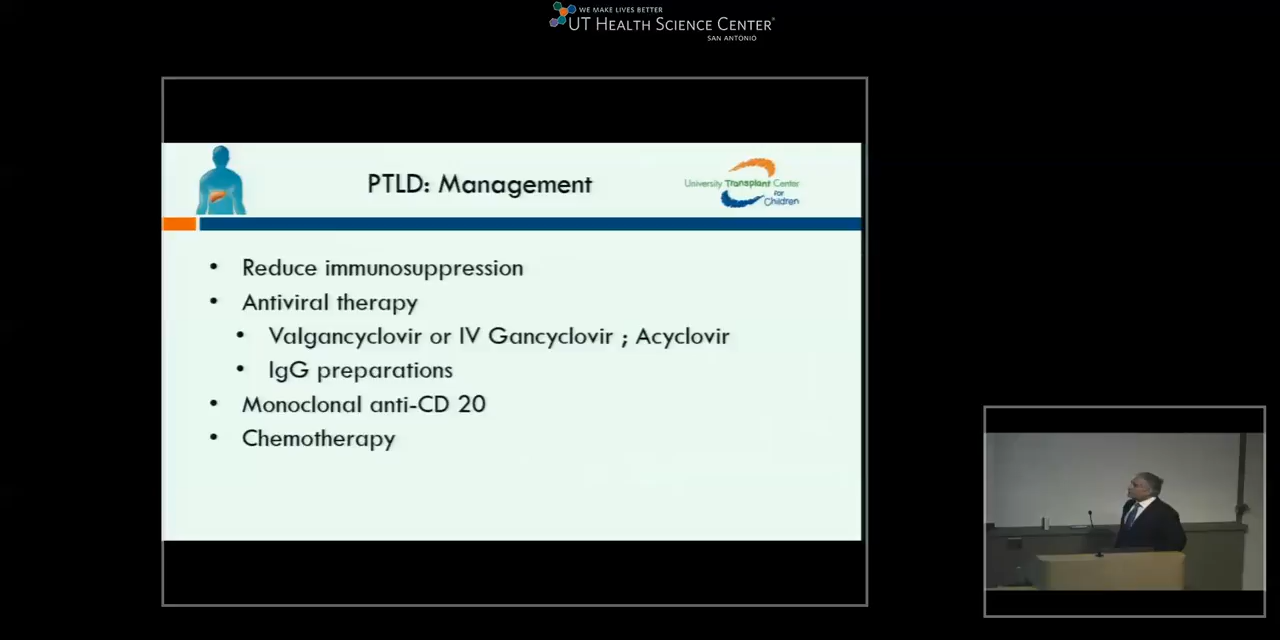 WE MAKE LIVES BETTER
UT HEALTH SCIENCE CENTER®
SAN ANTONIO
PTLD: Management
University Transplant Center
for
Children
• Reduce immunosuppression
• Antiviral therapy
• Valgancyclovir or IV Gancyclovir ; Acyclovir
• IgG preparations
• Monoclonal anti-CD 20
• Chemotherapy